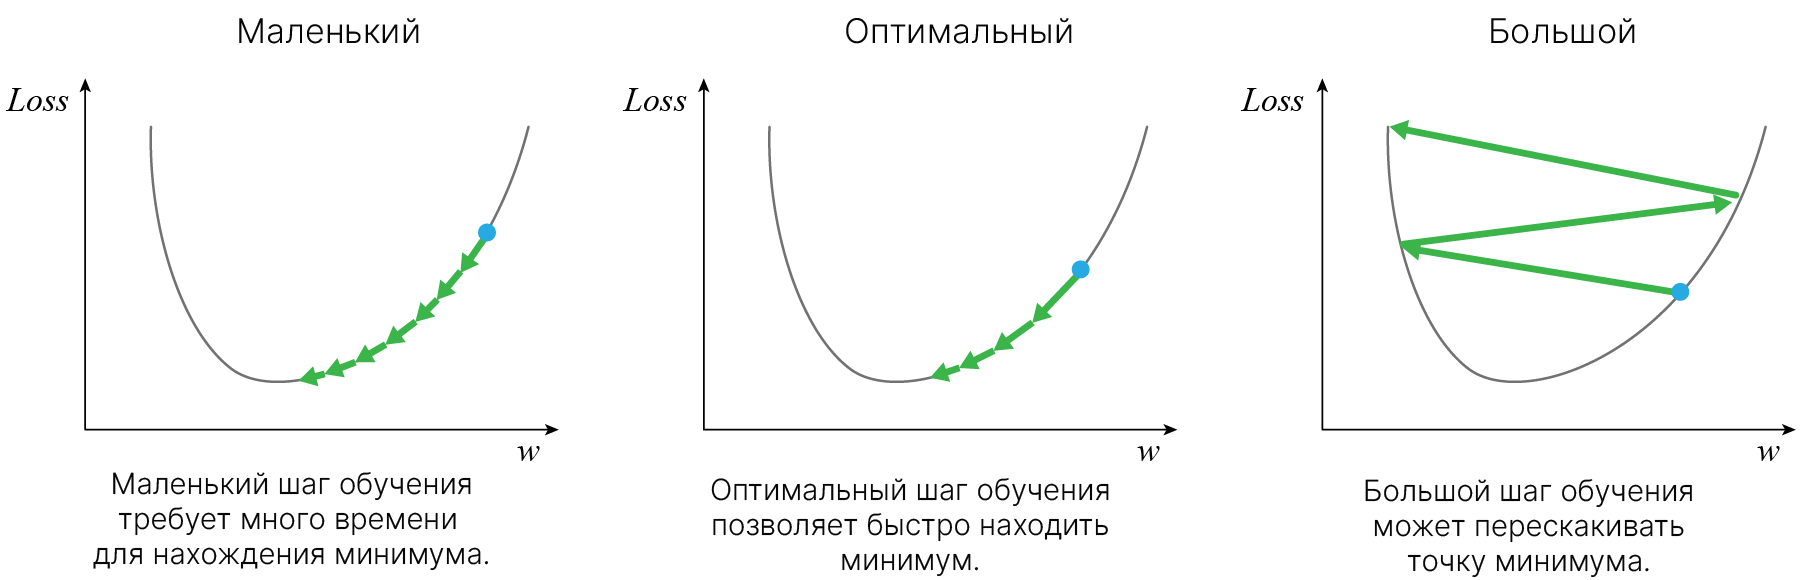 Маленький
Loss
w
Маленький шаг обучения
требует много времени
для нахождения минимума.
Оптимальный
Loss
w
Оптимальный шаг обучения
позволяет быстро находить
минимум.
Большой
Loss
w
Большой шаг обучения
может перескакивать
точку минимума.